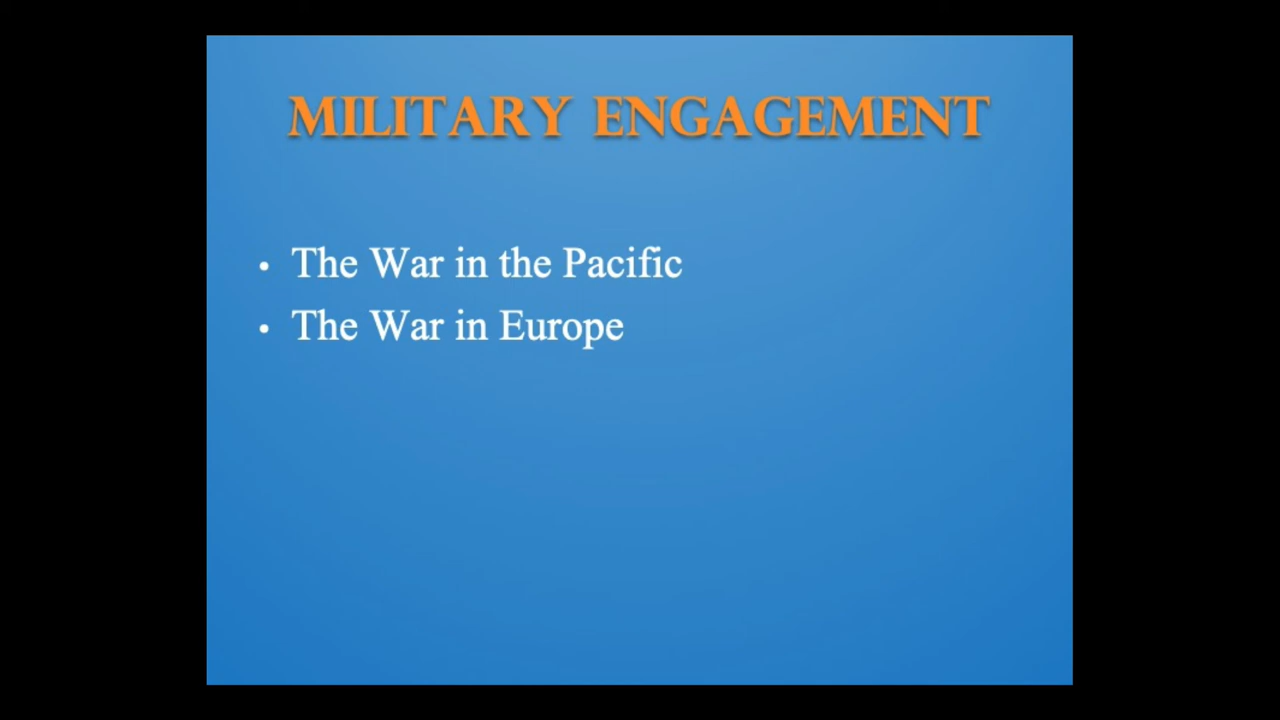 MILITARY ENGAGEMENT
• The War in the Pacific
• The War in Europe